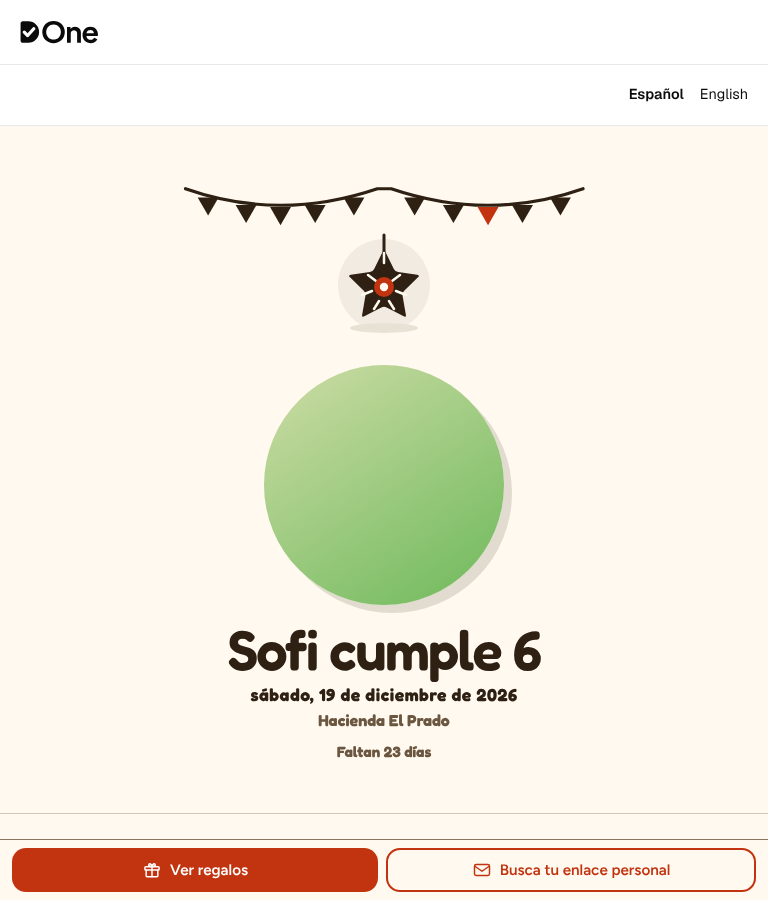 One
Español English
Sofi cumple 6
sábado, 19 de diciembre de 2026
Hacienda El Prado
Faltan 23 días
Ver regalos
Busca tu enlace personal